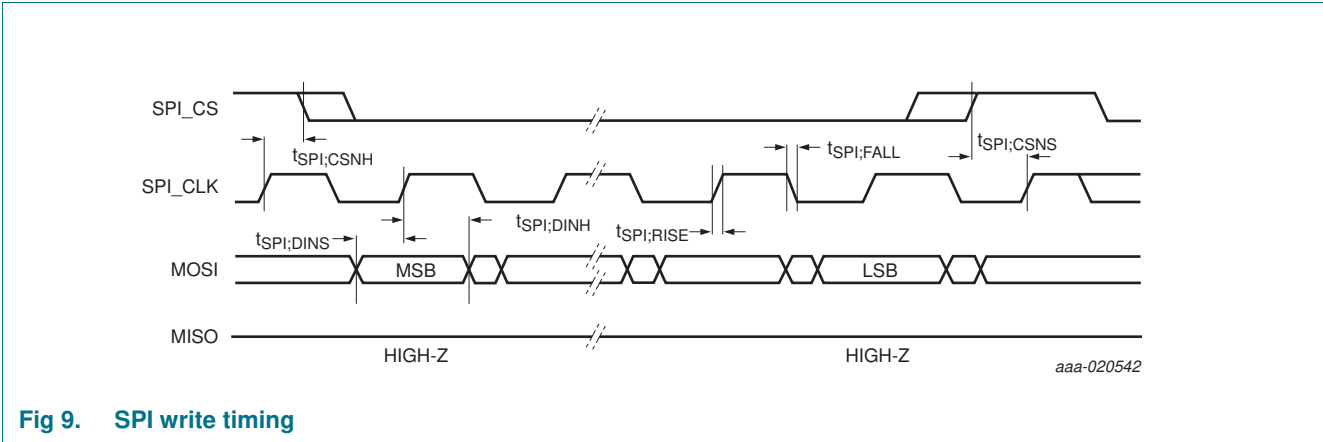 SPI_CS
tSPI;CSNH
tSPI;FALL
tSPI;CSNS
SPI_CLK
tSPI;DINS
tSPI;DINH
tSPI;RISE
MOSI
MSB
LSB
MISO
HIGH-Z
HIGH-Z
aaa-020542
Fig 9. SPI write timing